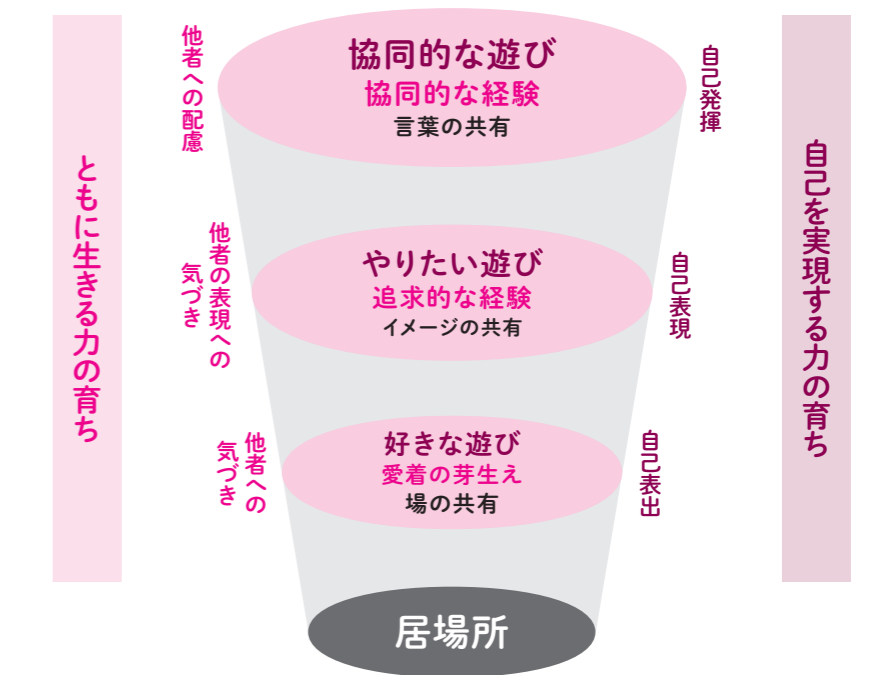 ともに生きる力の育ち
他者への配慮
協同的な遊び
協同的な経験
言葉の共有
自己発揮
他者の表現への
気づき
やりたい遊び
追求的な経験
イメージの共有
自己表現
他者への
気づき
好きな遊び
愛着の芽生え
場の共有
自己表出
居場所
自己を実現する力の育ち